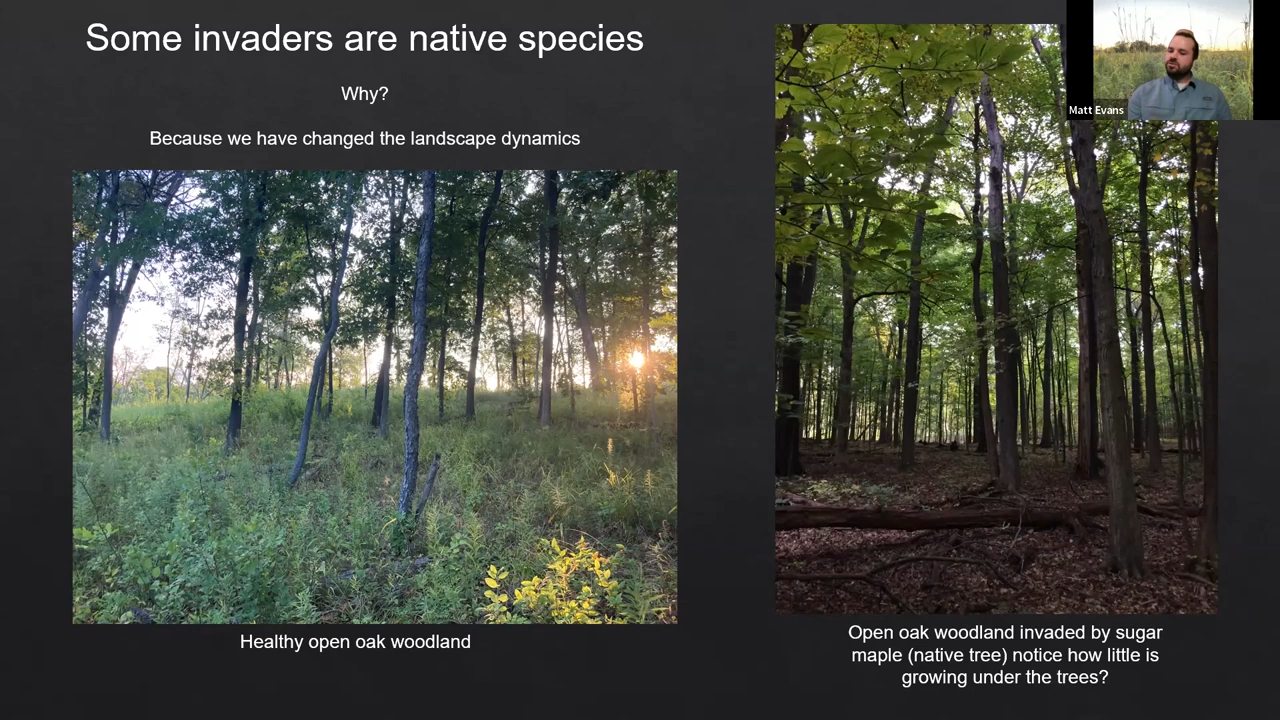 Some invaders are native species
Why?
Because we have changed the landscape dynamics
Matt Evans
Healthy open oak woodland
Open oak woodland invaded by sugar
maple (native tree) notice how little is
growing under the trees?